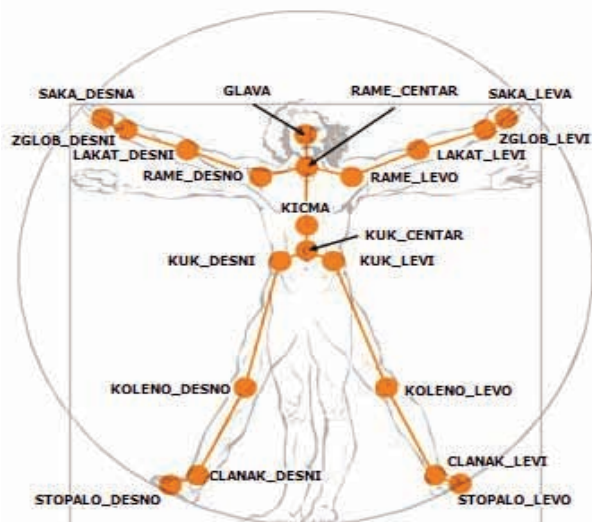 SAKA_DESNA
GLAVA
RAME_CENTAR
SAKA_LEVA
ZGLOB_DESNI
ZGLOB_LEVI
LAKAT_DESNI
LAKAT_LEVI
RAME_DESNO
RAME_LEVO
KICMA
KUK_CENTAR
KUK_DESNI
KUK_LEVI
KOLENO_DESNO
KOLENO_LEVO
CLANAK_LEVI
CLANAK_DESNI
STOPALO_DESNO
STOPALO_LEVO